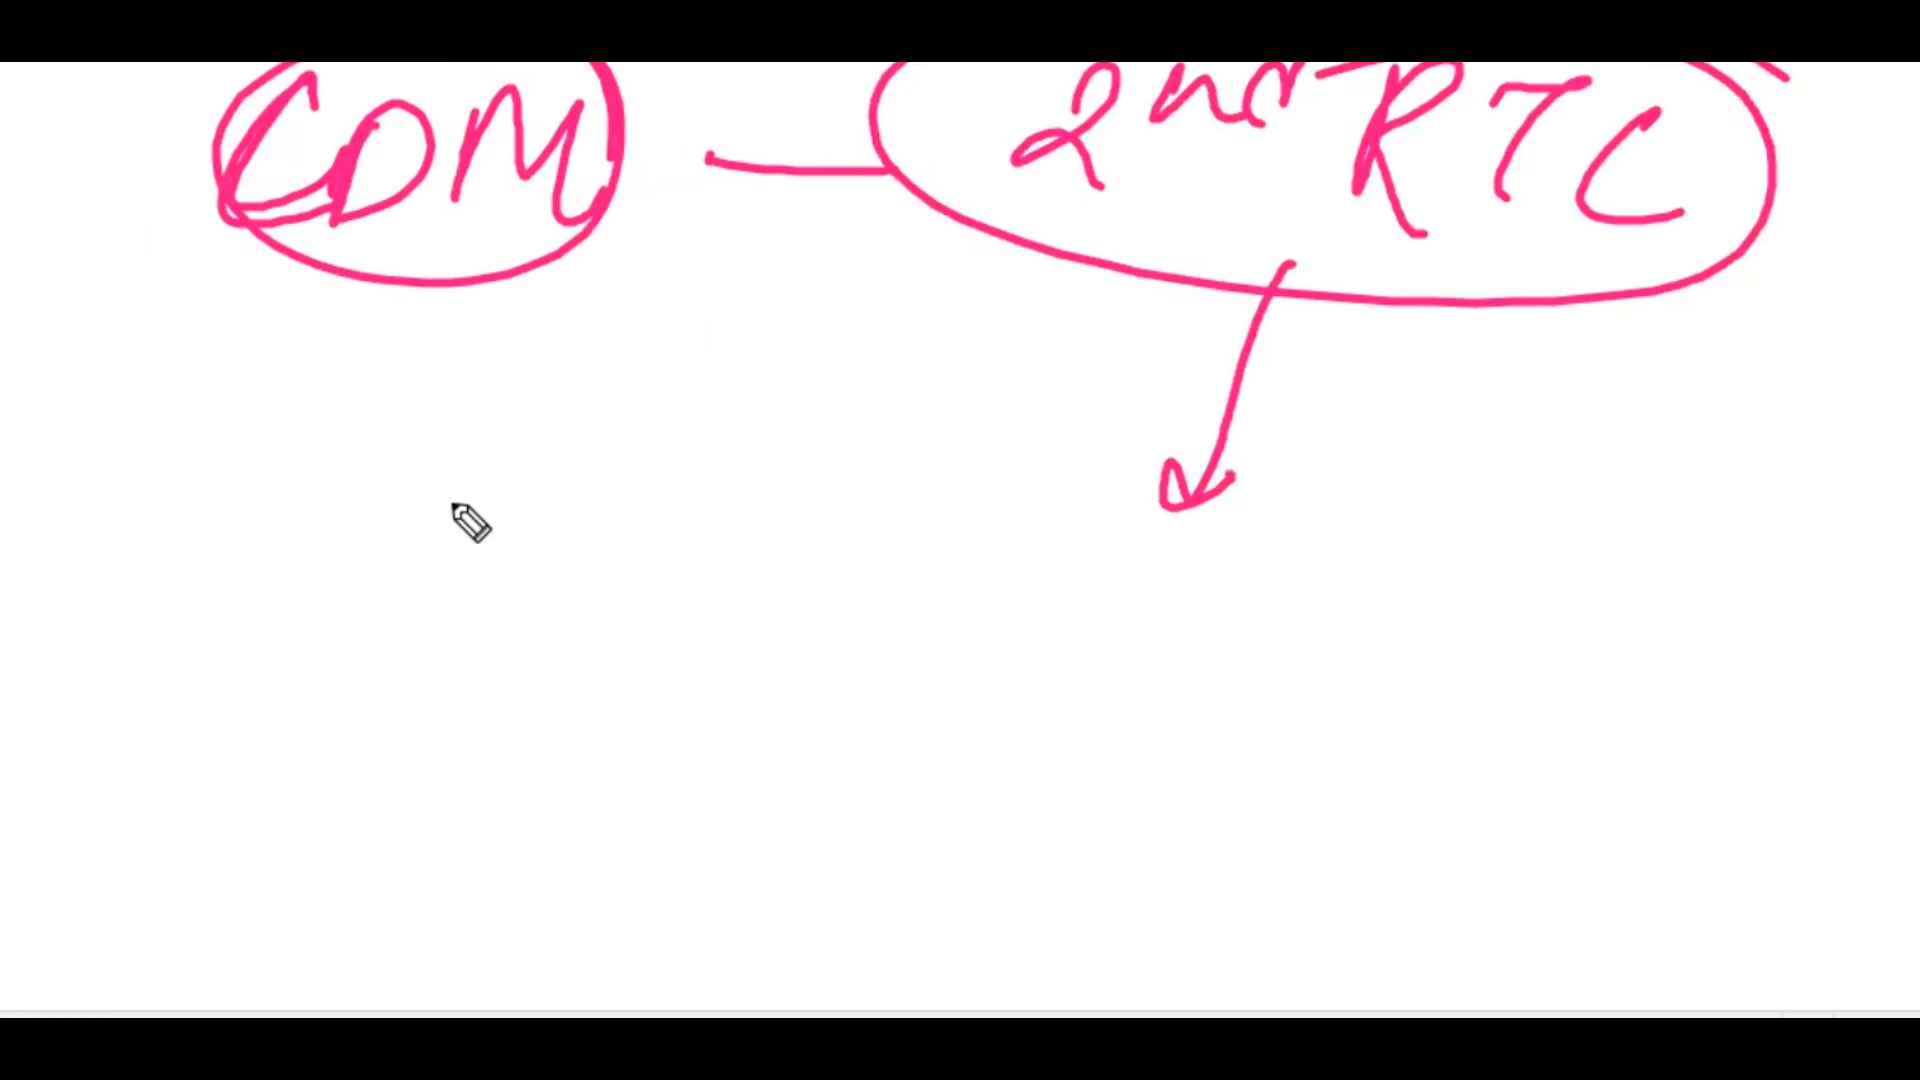 CDM — 2nd RTC